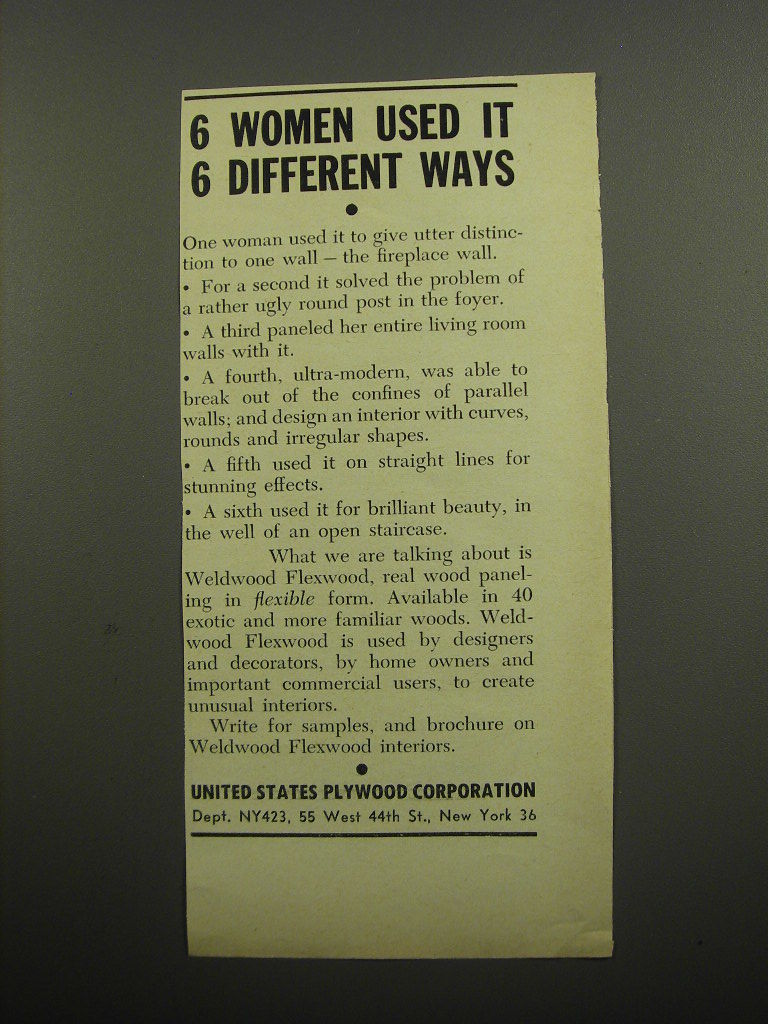 6 WOMEN USED IT
6 DIFFERENT WAYS
•
One woman used it to give utter distinc-
tion to one wall — the fireplace wall.
• For a second it solved the problem of
a rather ugly round post in the foyer.
• A third paneled her entire living room
walls with it.
• A fourth, ultra-modern, was able to
break out of the confines of parallel
walls; and design an interior with curves,
rounds and irregular shapes.
• A fifth used it on straight lines for
stunning effects.
• A sixth used it for brilliant beauty, in
the well of an open staircase.
What we are talking about is
Weldwood Flexwood, real wood panel-
ing in flexible form. Available in 40
exotic and more familiar woods. Weld-
wood Flexwood is used by designers
and decorators, by home owners and
important commercial users, to create
unusual interiors.
Write for samples, and brochure on
Weldwood Flexwood interiors.
•
UNITED STATES PLYWOOD CORPORATION
Dept. NY423, 55 West 44th St., New York 36